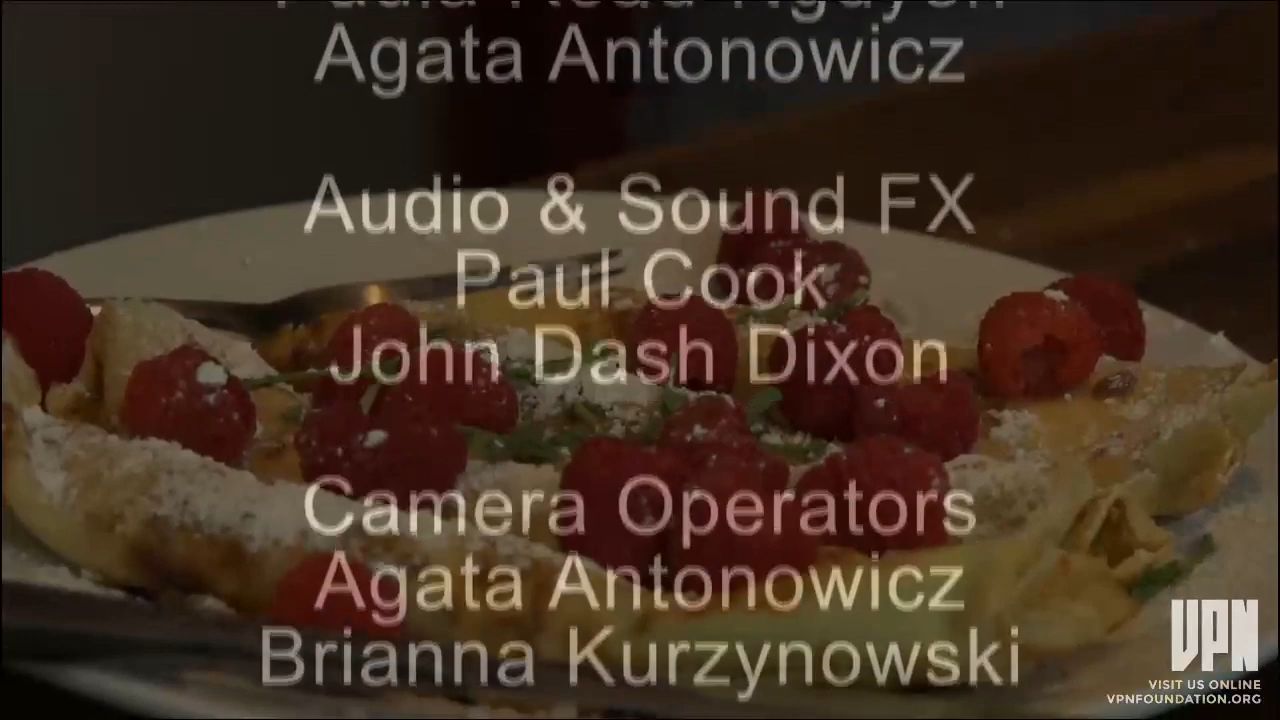 Agata Antonowicz
Audio & Sound FX
Paul Cook
John Dash Dixon
Camera Operators
Agata Antonowicz
Brianna Kurzynowski
VPN
VISIT US ONLINE
VPNFOUNDATION.ORG